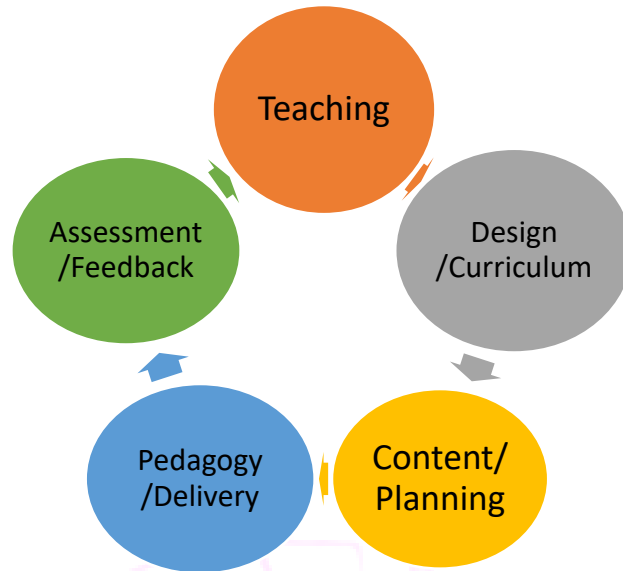 Teaching
Design
/Curriculum
Content/
Planning
Pedagogy
/Delivery
Assessment
/Feedback